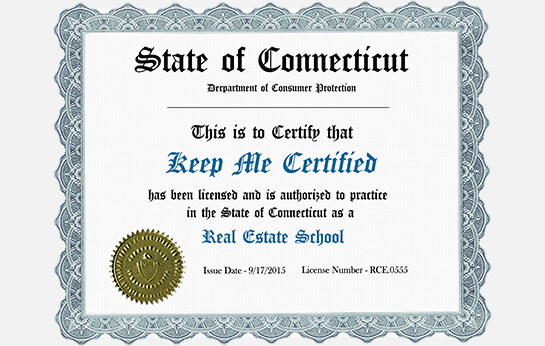 State of Connecticut
Derpartment of Consumer Protection
This is to Certify that
Keep Me Certified
has been licensed and is authorized to practice
in the State of Connecticut as a
Real Estate School
Issue Date - 9/17/2015 License Number - RCE.0555